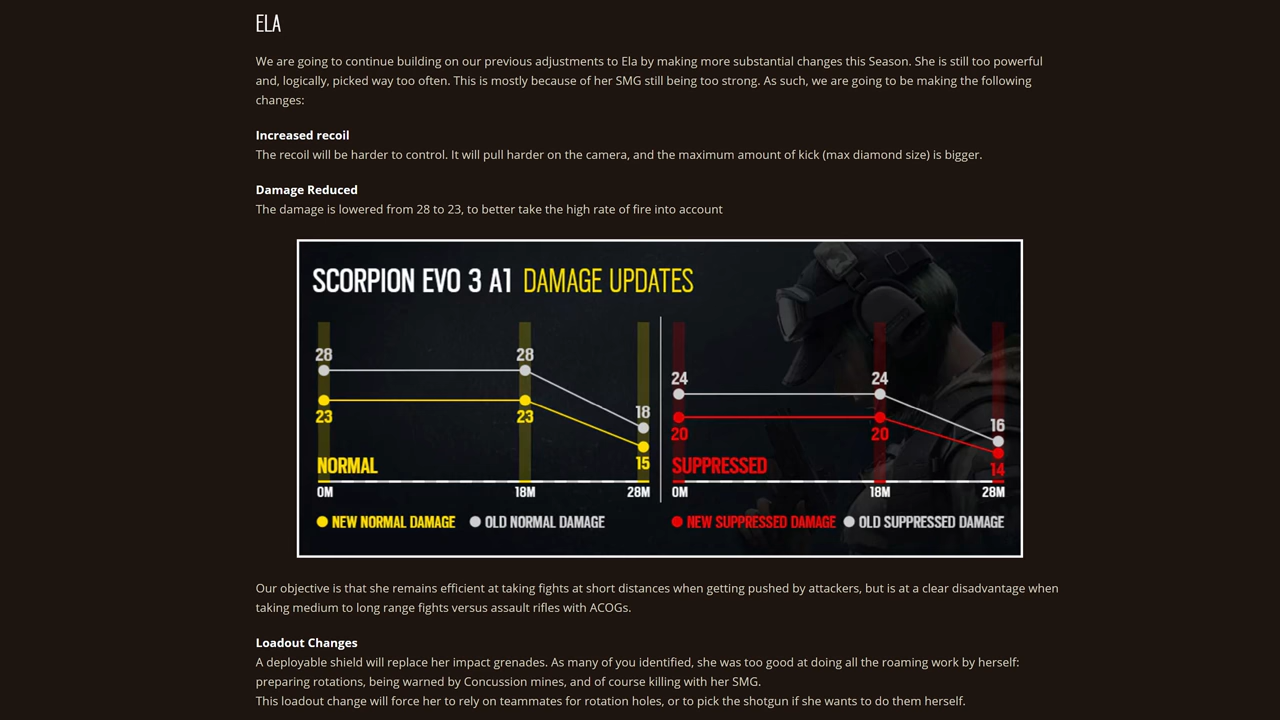 ELA
We are going to continue building on our previous adjustments to Ela by making more substantial changes this Season. She is still too powerful
and, logically, picked way too often. This is mostly because of her SMG still being too strong. As such, we are going to be making the following
changes:
Increased recoil
The recoil will be harder to control. It will pull harder on the camera, and the maximum amount of kick (max diamond size) is bigger.
Damage Reduced
The damage is lowered from 28 to 23, to better take the high rate of fire into account
SCORPION EVO 3 A1 DAMAGE UPDATES
28 28 18
23 23 15
NORMAL
0M 18M 28M
NEW NORMAL DAMAGE OLD NORMAL DAMAGE
24 24 16
20 20 14
SUPPRESSED
0M 18M 28M
NEW SUPPRESSED DAMAGE OLD SUPPRESSED DAMAGE
Our objective is that she remains efficient at taking fights at short distances when getting pushed by attackers, but is at a clear disadvantage when
taking medium to long range fights versus assault rifles with ACOGs.
Loadout Changes
A deployable shield will replace her impact grenades. As many of you identified, she was too good at doing all the roaming work by herself:
preparing rotations, being warned by Concussion mines, and of course killing with her SMG.
This loadout change will force her to rely on teammates for rotation holes, or to pick the shotgun if she wants to do them herself.